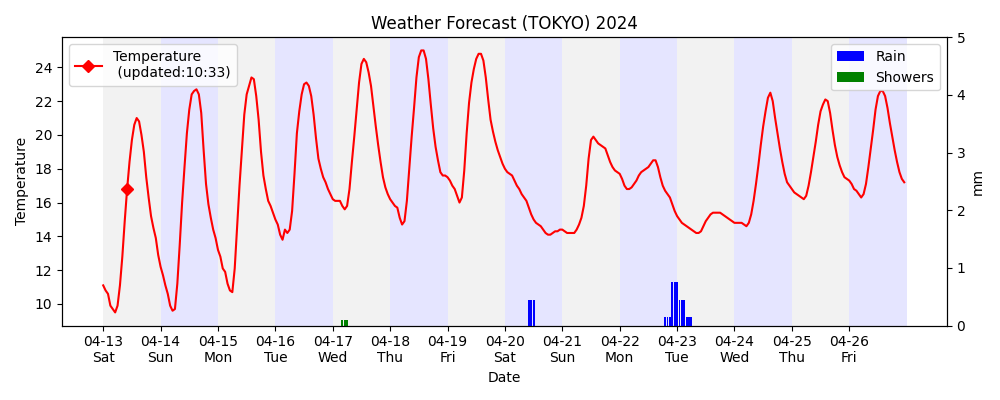 Weather Forecast (TOKYO) 2024
Temperature
(updated:10:33)
Rain
Showers
Temperature
24
22
20
18
16
14
12
10
5
4
3
2
1
0
mm
04-13 04-14 04-15 04-16 04-17 04-18 04-19 04-20 04-21 04-22 04-23 04-24 04-25 04-26
Sat Sun Mon Tue Wed Thu Fri Sat Sun Mon Tue Wed Thu Fri
Date